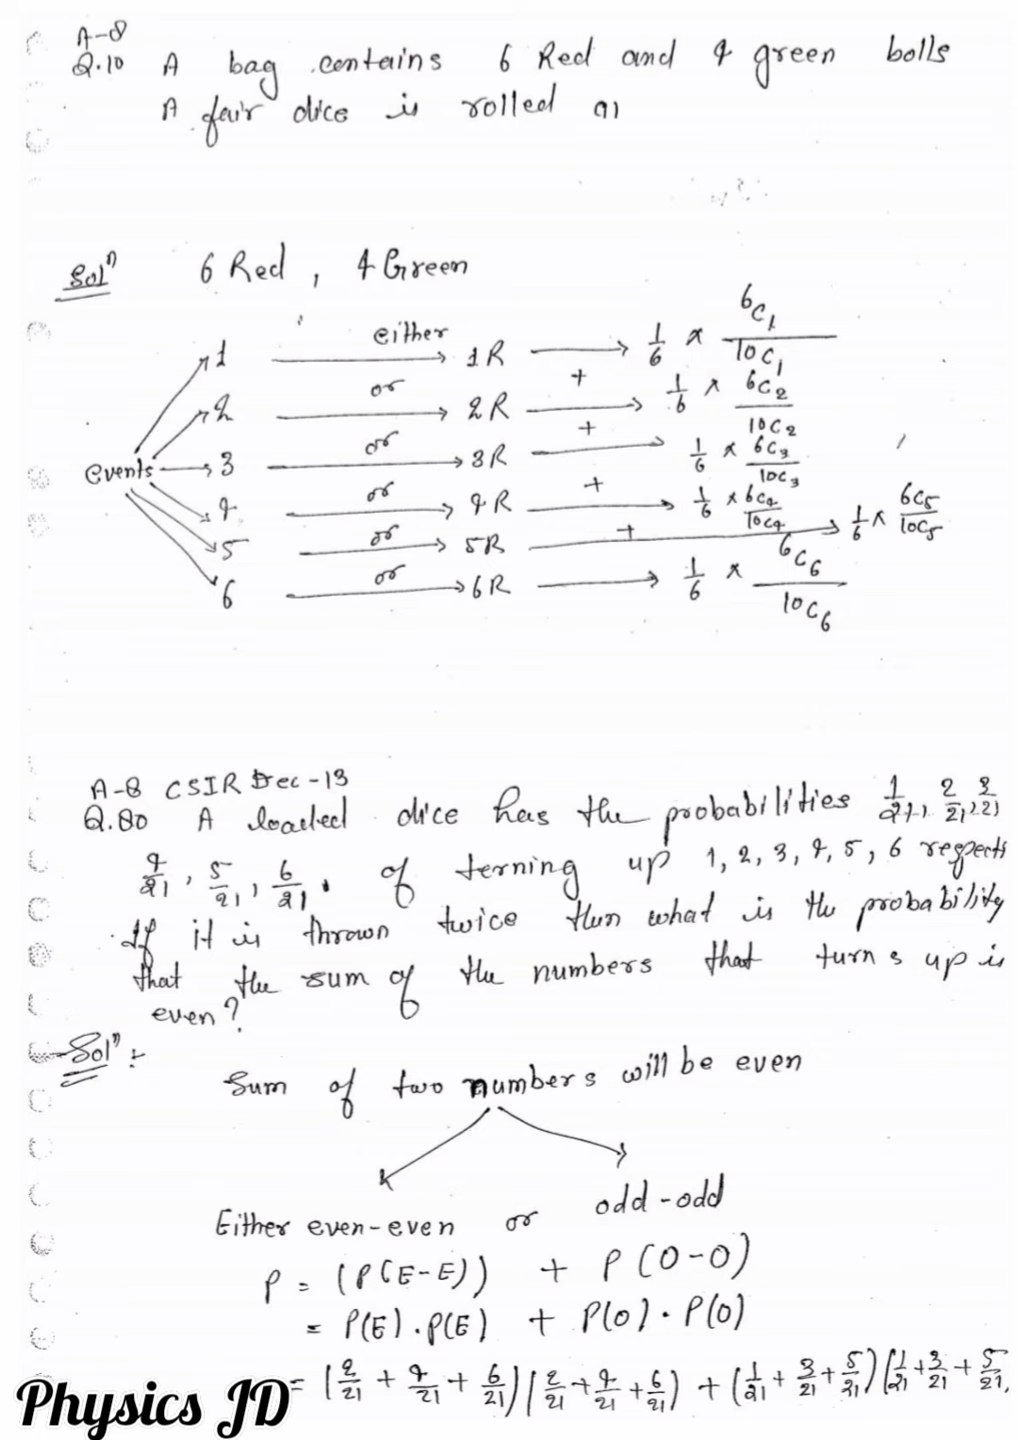 A-8
Q.10 A bag contains 6 Red and 4 green bolls
A fair dice is rolled an
Solⁿ 6 Red, 4 Green
1 either 1R 1/6 × 6C1/10C1
2 or 2R + 1/6 × 6C2/10C2
events 3 or 3R + 1/6 × 6C3/10C3
4 or 4R + 1/6 × 6C4/10C4
5 or 5R + 1/6 × 6C5/10C5
6 or 6R 1/6 × 6C6/10C6
A-8 CSIR Dec-13
Q.80 A loaded dice has the probabilities 1/21, 2/21, 3/21
4/21, 5/21, 6/21, of terning up 1, 2, 3, 4, 5, 6 respecti
If it is thrown twice then what is the probability
that the sum of the numbers that turns up is
even?
Solⁿ :-
Sum of two numbers will be even
Either even-even or odd-odd
P = (P(E-E)) + P(O-O)
= P(E).P(E) + P(O).P(O)
= (2/21 + 4/21 + 6/21)(2/21 + 4/21 + 6/21) + (1/21 + 3/21 + 5/21)(1/21 + 3/21 + 5/21,
Physics JD